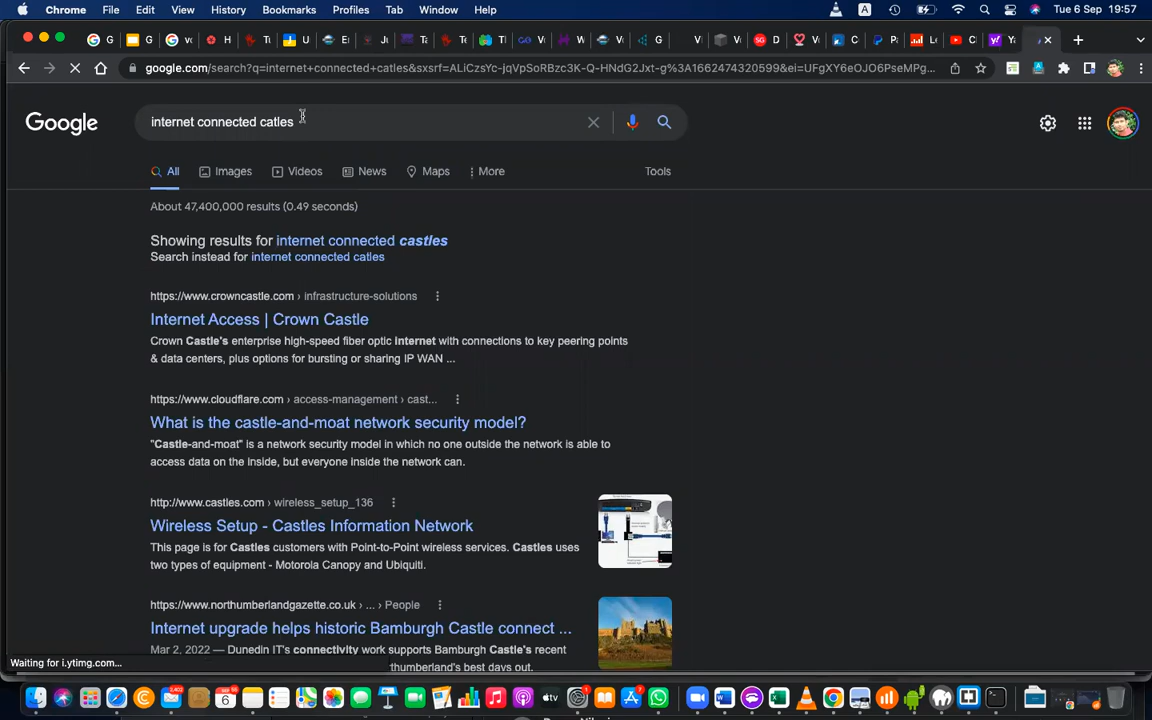 Chrome File Edit View History Bookmarks Profiles Tab Window Help A Tue 6 Sep 19:57
google.com/search?q=internet+connected+catles&sxsrf=ALiCzsYc-jqVpSoRBzc3K-Q-HNdG2Jxt-g%3A1662474320599&ei=UFgXY6eOJO6PseMPg...
Google
internet connected catles
All Images Videos News Maps More Tools
About 47,400,000 results (0.49 seconds)
Showing results for internet connected castles
Search instead for internet connected catles
https://www.crowncastle.com › infrastructure-solutions
Internet Access | Crown Castle
Crown Castle's enterprise high-speed fiber optic internet with connections to key peering points
& data centers, plus options for bursting or sharing IP WAN ...
https://www.cloudflare.com › access-management › cast...
What is the castle-and-moat network security model?
"Castle-and-moat" is a network security model in which no one outside the network is able to
access data on the inside, but everyone inside the network can.
http://www.castles.com › wireless_setup_136
Wireless Setup - Castles Information Network
This page is for Castles customers with Point-to-Point wireless services. Castles uses
two types of equipment - Motorola Canopy and Ubiquiti.
https://www.northumberlandgazette.co.uk › ... › People
Internet upgrade helps historic Bamburgh Castle connect ...
Mar 2, 2022 — Dunedin IT's connectivity work supports Bamburgh Castle's recent
rthumberland's best days out.
Waiting for i.ytimg.com...